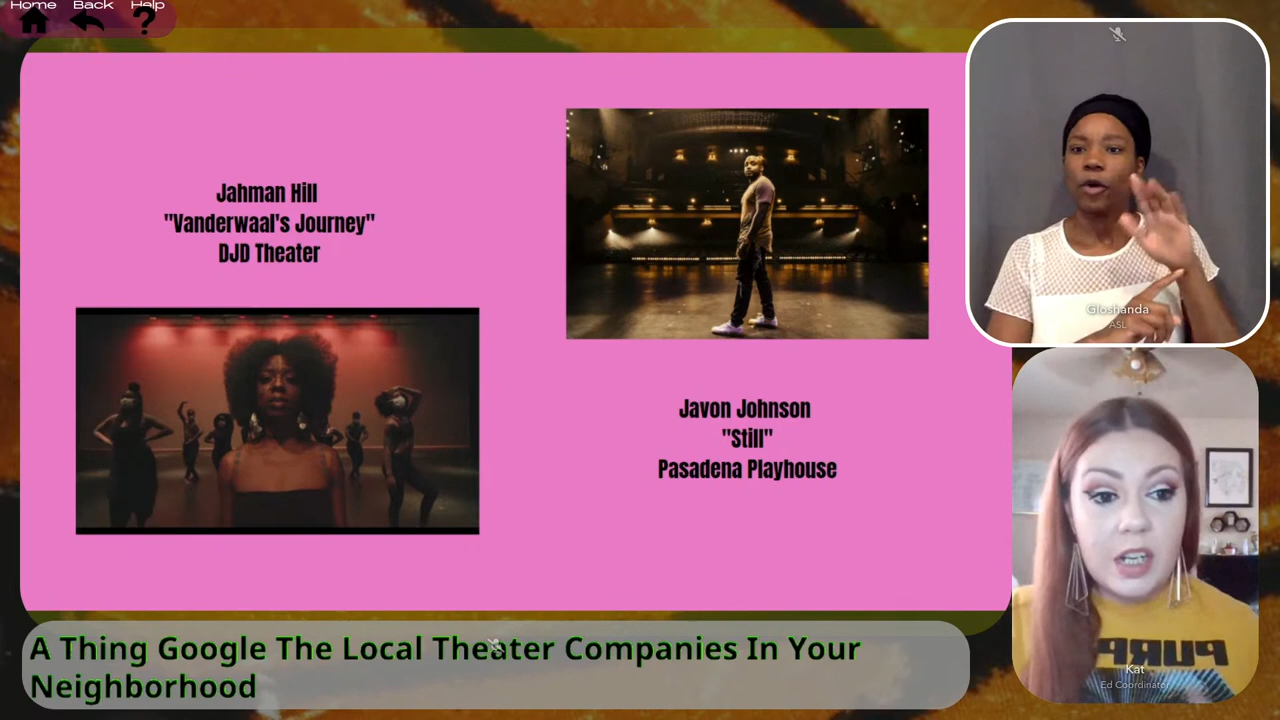 Home Back Help
Jahman Hill
"Vanderwaal's Journey"
DJD Theater
Javon Johnson
"Still"
Pasadena Playhouse
Gloshanda
ASL
PURP
Kat
Ed Coordinator
A Thing Google The Local Theater Companies In Your
Neighborhood